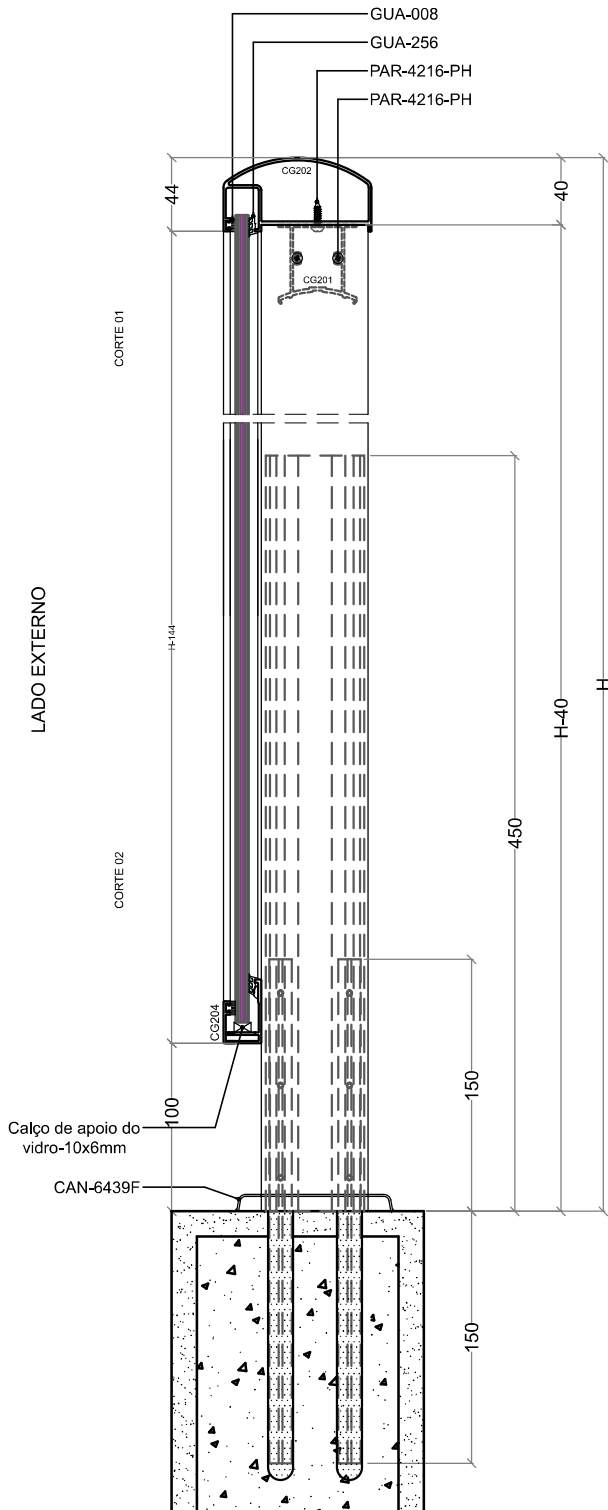 GUA-008
GUA-256
PAR-4216-PH
PAR-4216-PH
CG202
44
40
CG201
CORTE 01
LADO EXTERNO
H-144
H-40
H
450
CORTE 02
CG204
100
150
Calço de apoio do
vidro-10x6mm
CAN-6439F
150